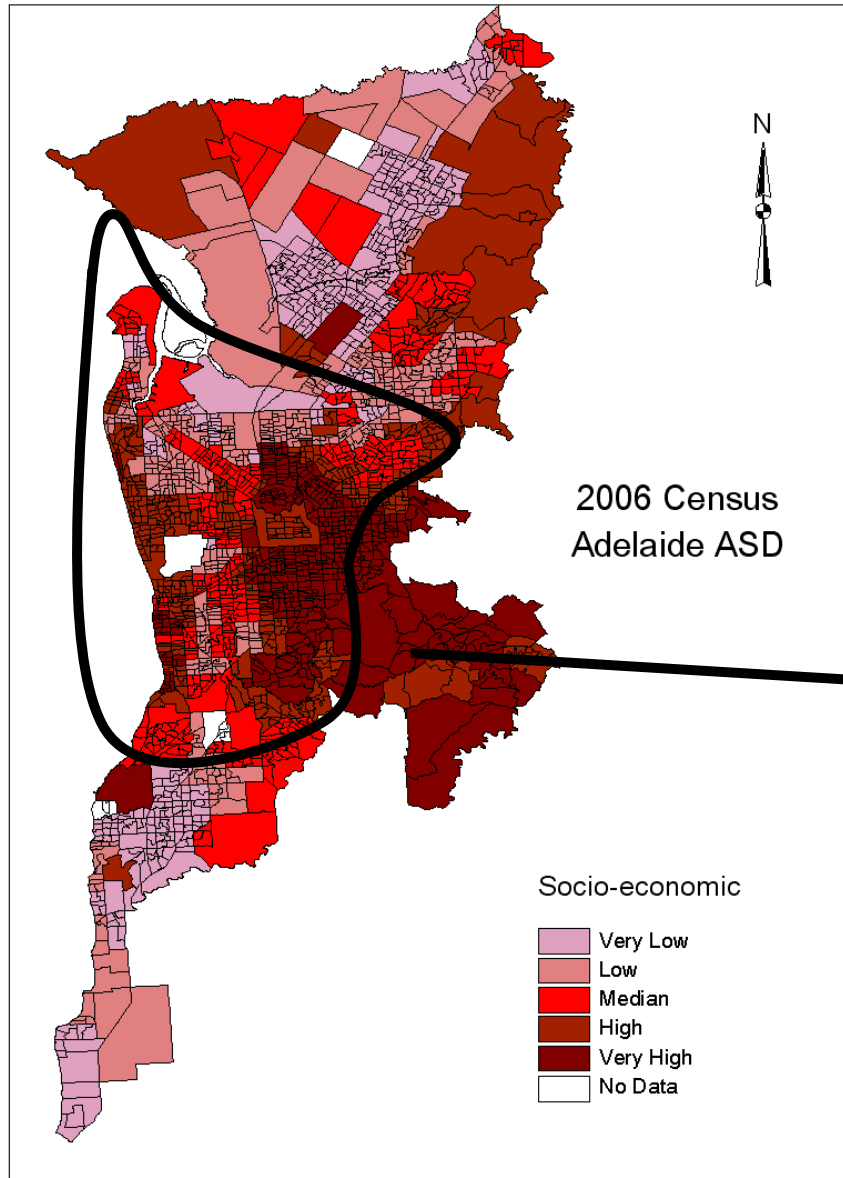 N
2006 Census
Adelaide ASD
Socio-economic
Very Low
Low
Median
High
Very High
No Data